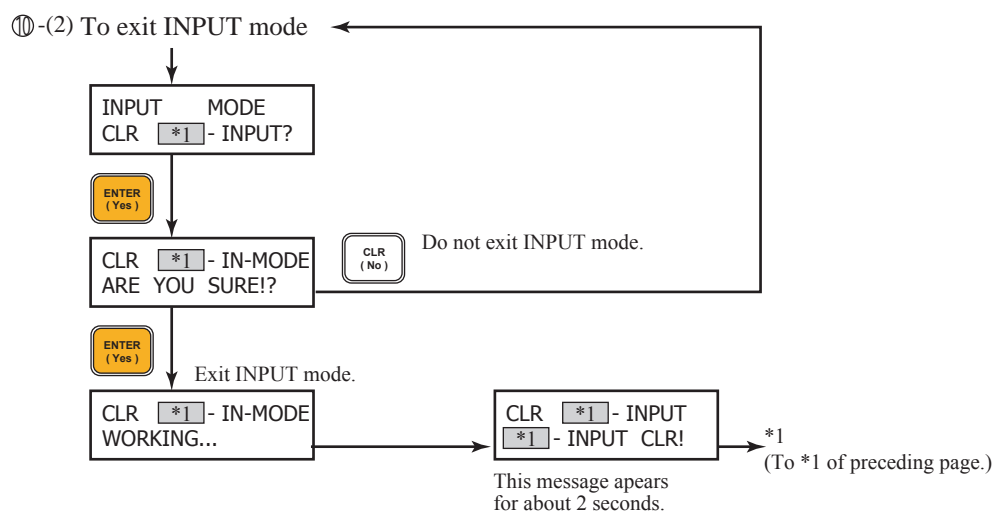 ⑩-(2) To exit INPUT mode
INPUT MODE
CLR *1 - INPUT?
ENTER
(Yes)
CLR *1 - IN-MODE
ARE YOU SURE!?
CLR
(No)
Do not exit INPUT mode.
ENTER
(Yes)
Exit INPUT mode.
CLR *1 - IN-MODE
WORKING...
CLR *1 - INPUT
*1 - INPUT CLR!
*1
(To *1 of preceding page.)
This message apears
for about 2 seconds.